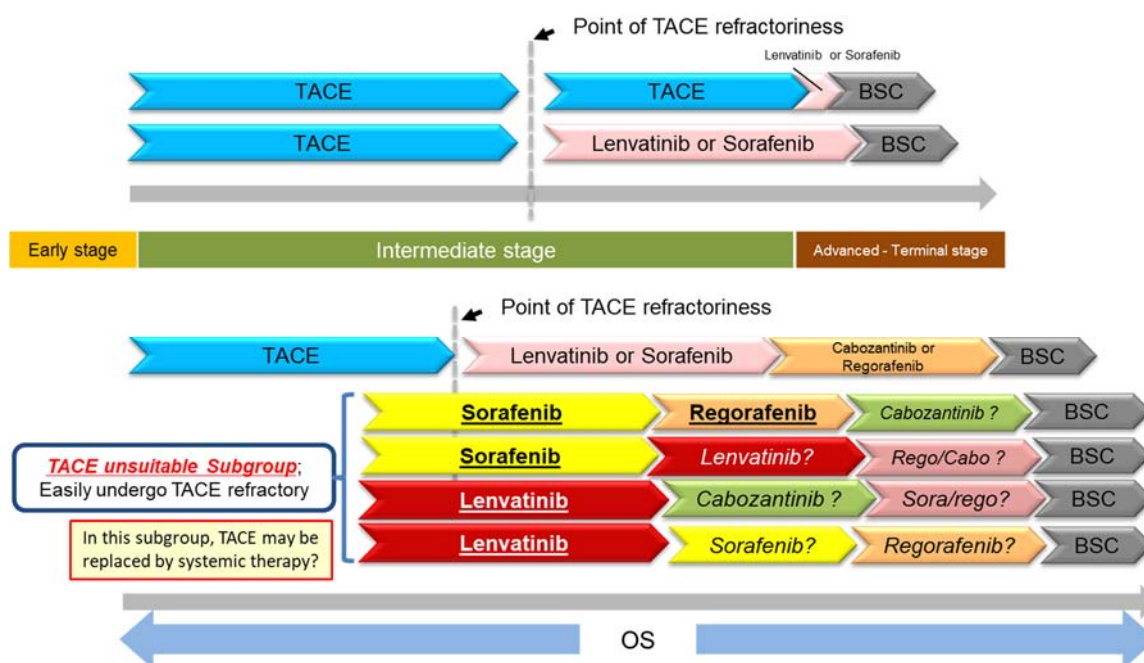 Point of TACE refractoriness
Lenvatinib or Sorafenib
TACE
TACE
BSC
TACE
Lenvatinib or Sorafenib
BSC
Early stage
Intermediate stage
Advanced - Terminal stage
Point of TACE refractoriness
TACE
Lenvatinib or Sorafenib
Cabozantinib or
Regorafenib
BSC
Sorafenib
Regorafenib
Cabozantinib ?
BSC
TACE unsuitable Subgroup;
Easily undergo TACE refractory
Sorafenib
Lenvatinib?
Rego/Cabo ?
BSC
Lenvatinib
Cabozantinib ?
Sora/rego?
BSC
In this subgroup, TACE may be
replaced by systemic therapy?
Lenvatinib
Sorafenib?
Regorafenib?
BSC
OS